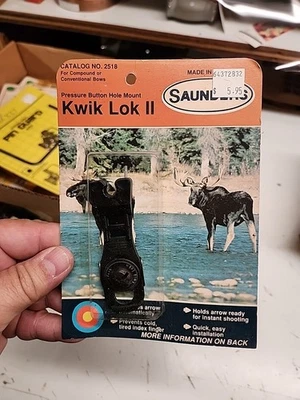 CATALOG NO. 2518
For Compound or
Conventional Bows
MADE IN
64372832
$ 5.95
Pressure Button Hole Mount
Kwik Lok II
SAUNDERS
arrow
Prevents cold,
tired index finger
Holds arrow ready
for instant shooting
Quick, easy
installation
MORE INFORMATION ON BACK